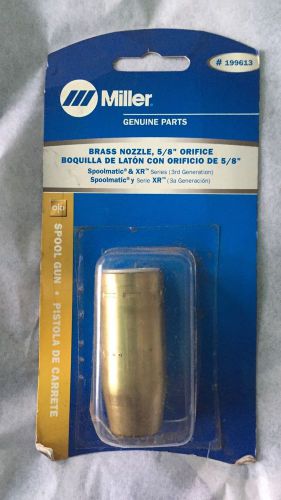 # 199613
Miller®
GENUINE PARTS
BRASS NOZZLE, 5/8" ORIFICE
BOQUILLA DE LATÓN CON ORIFICIO DE 5/8"
Spoolmatic® & XR™ Series (3rd Generation)
Spoolmatic® y Serie XR™ (3a Generación)
SPOOL GUN • PISTOLA DE CARRETE